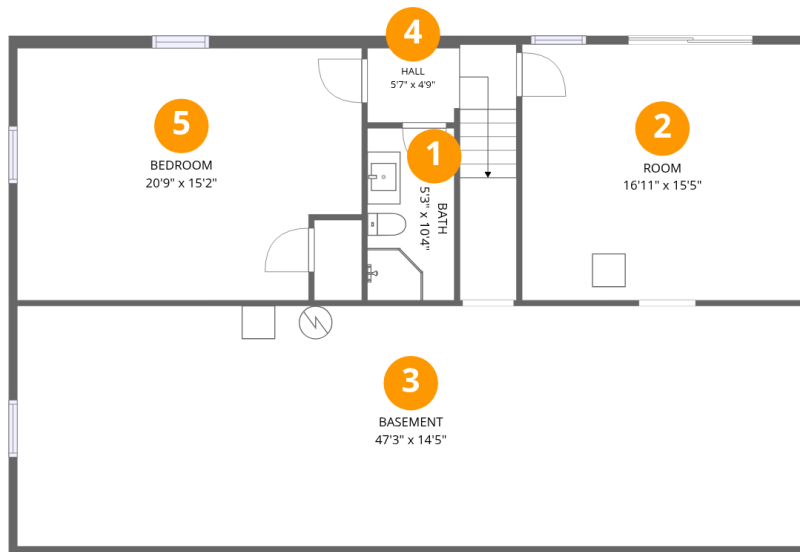 4
HALL
5'7" x 4'9"
5
BEDROOM
20'9" x 15'2"
1
BATH
5'3" x 10'4"
2
ROOM
16'11" x 15'5"
3
BASEMENT
47'3" x 14'5"